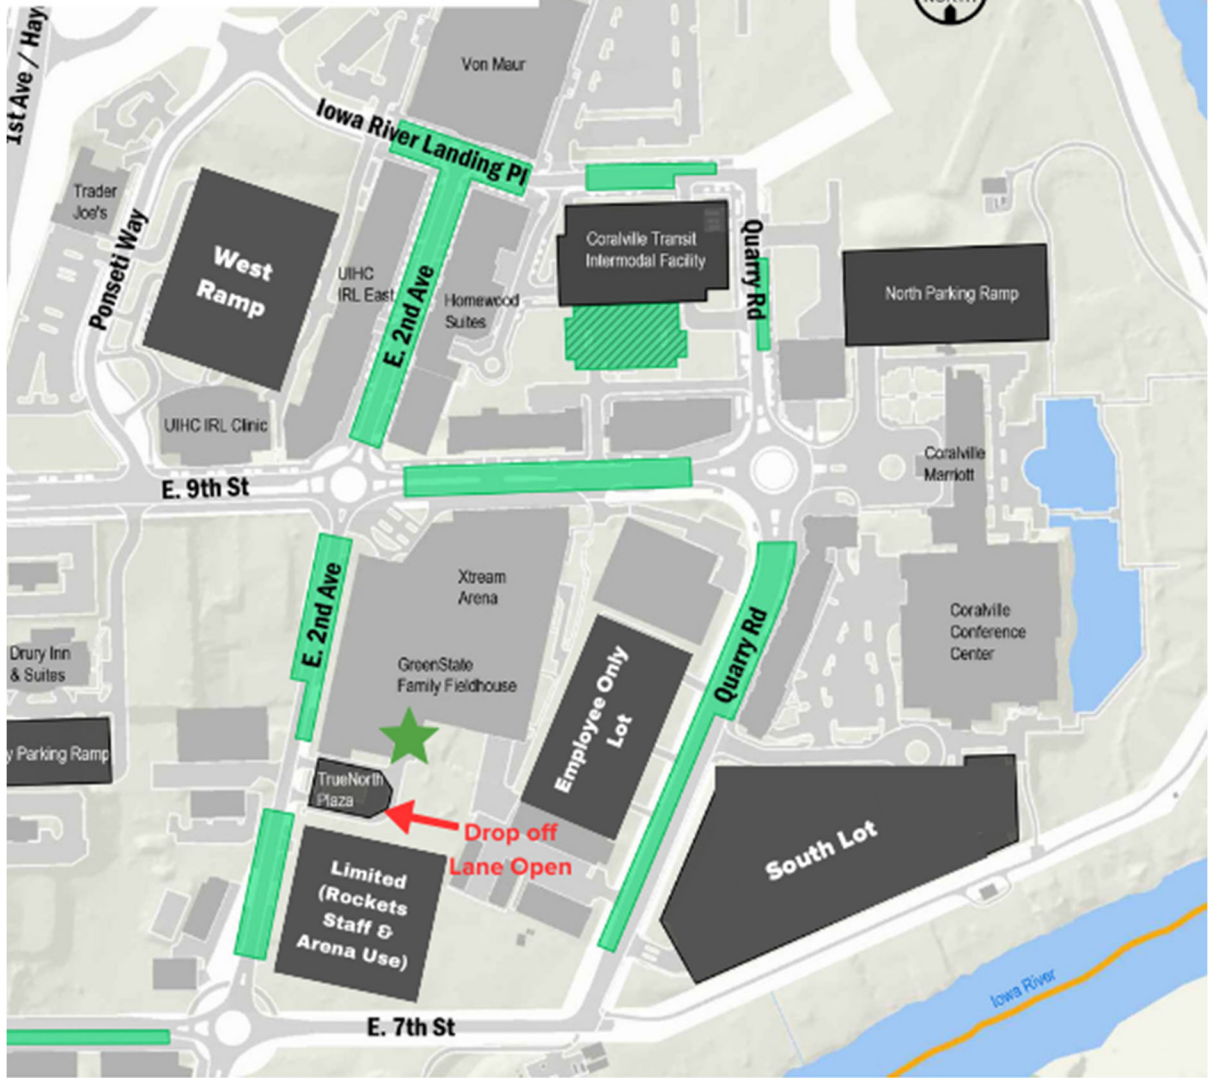 NORTH
1st Ave / Hay
Von Maur
Iowa River Landing Pl
Trader
Joe's
Ponseti Way
West
Ramp
UIHC
IRL East
E. 2nd Ave
Homewood
Suites
Coralville Transit
Intermodal Facility
Quarry Rd
North Parking Ramp
UIHC IRL Clinic
E. 9th St
Coralville
Marriott
Xtream
Arena
E. 2nd Ave
GreenState
Family Fieldhouse
Employee Only
Lot
Quarry Rd
Coralville
Conference
Center
Drury Inn
& Suites
y Parking Ramp
TrueNorth
Plaza
Drop off
Lane Open
South Lot
Limited
(Rockets
Staff &
Arena Use)
Iowa River
E. 7th St